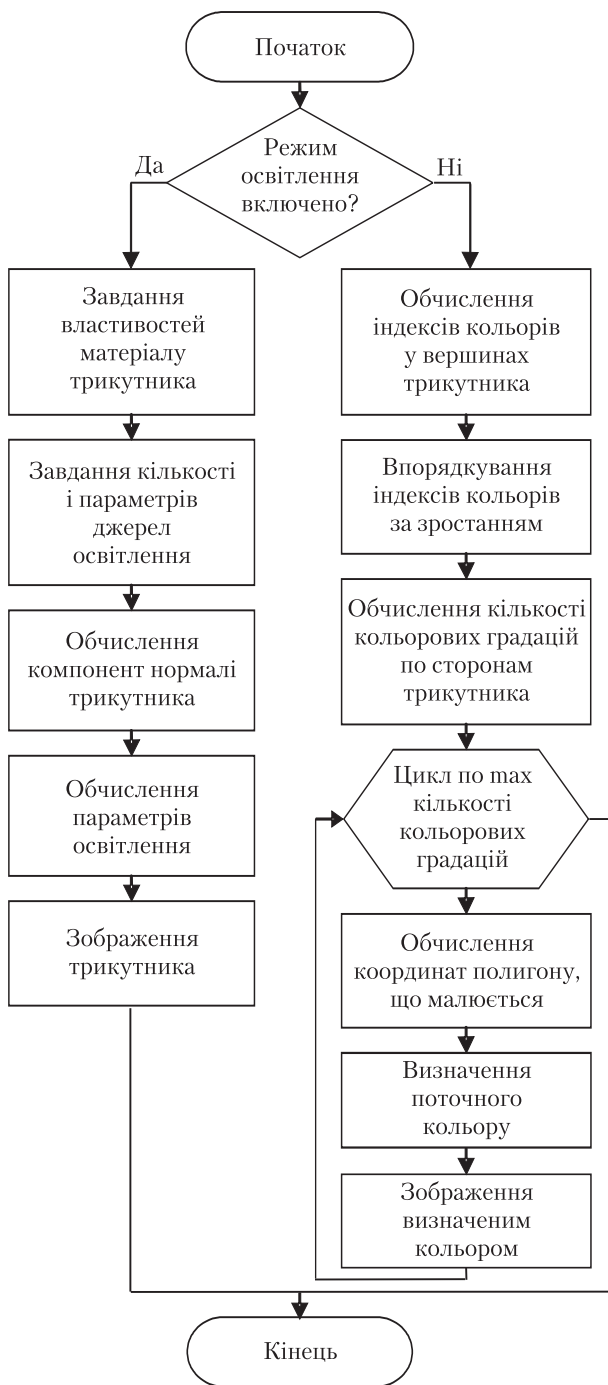 Початок
Режим
освітлення
включено?
Да
Ні
Завдання
властивостей
матеріалу
трикутника
Завдання кількості
і параметрів
джерел
освітлення
Обчислення
компонент нормалі
трикутника
Обчислення
параметрів
освітлення
Зображення
трикутника
Обчислення
індексів кольорів
у вершинах
трикутника
Впорядкування
індексів кольорів
за зростанням
Обчислення кількості
кольорових градацій
по сторонам
трикутника
Цикл по max
кількості
кольорових
градацій
Обчислення
координат полигону,
що малюється
Визначення
поточного
кольору
Зображення
визначеним
кольором
Кінець